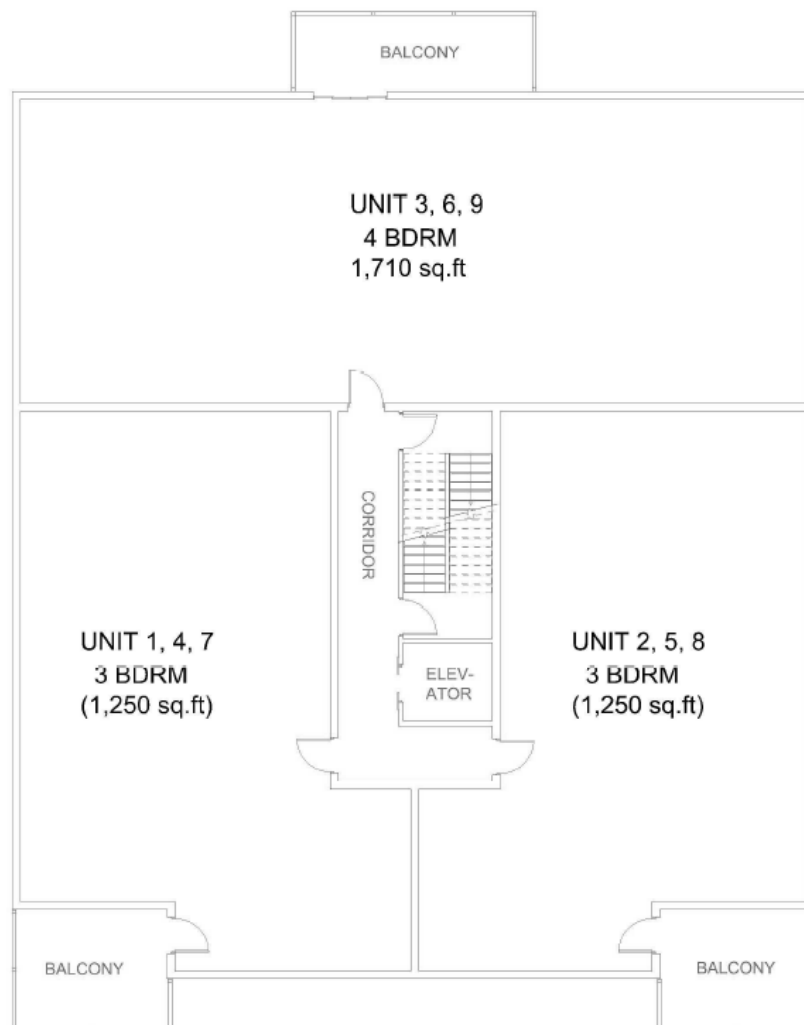 BALCONY
UNIT 3, 6, 9
4 BDRM
1,710 sq.ft
CORRIDOR
UNIT 1, 4, 7
3 BDRM
(1,250 sq.ft)
ELEV-
ATOR
UNIT 2, 5, 8
3 BDRM
(1,250 sq.ft)
BALCONY
BALCONY